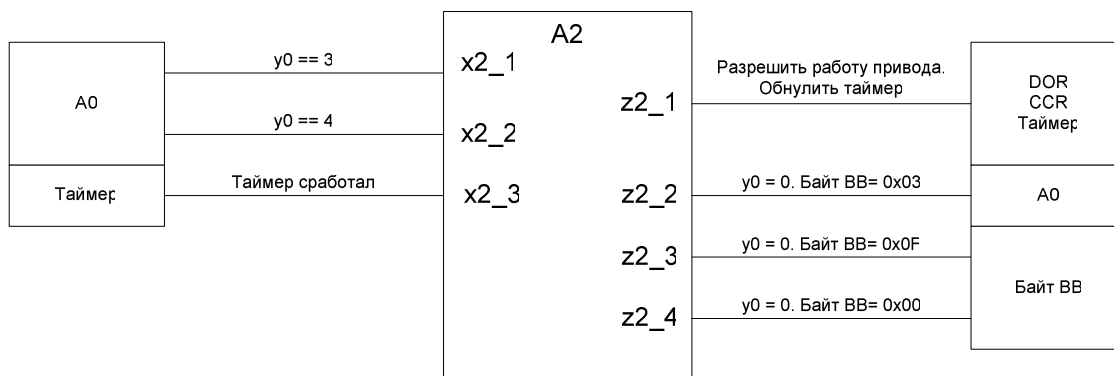 A2
A0
y0 == 3
x2_1
y0 == 4
x2_2
Таймер
Таймер сработал
x2_3
z2_1
Разрешить работу привода.
Обнулить таймер
DOR
CCR
Таймер
z2_2
y0 = 0. Байт ВВ= 0x03
A0
z2_3
y0 = 0. Байт ВВ= 0x0F
Байт ВВ
z2_4
y0 = 0. Байт ВВ= 0x00